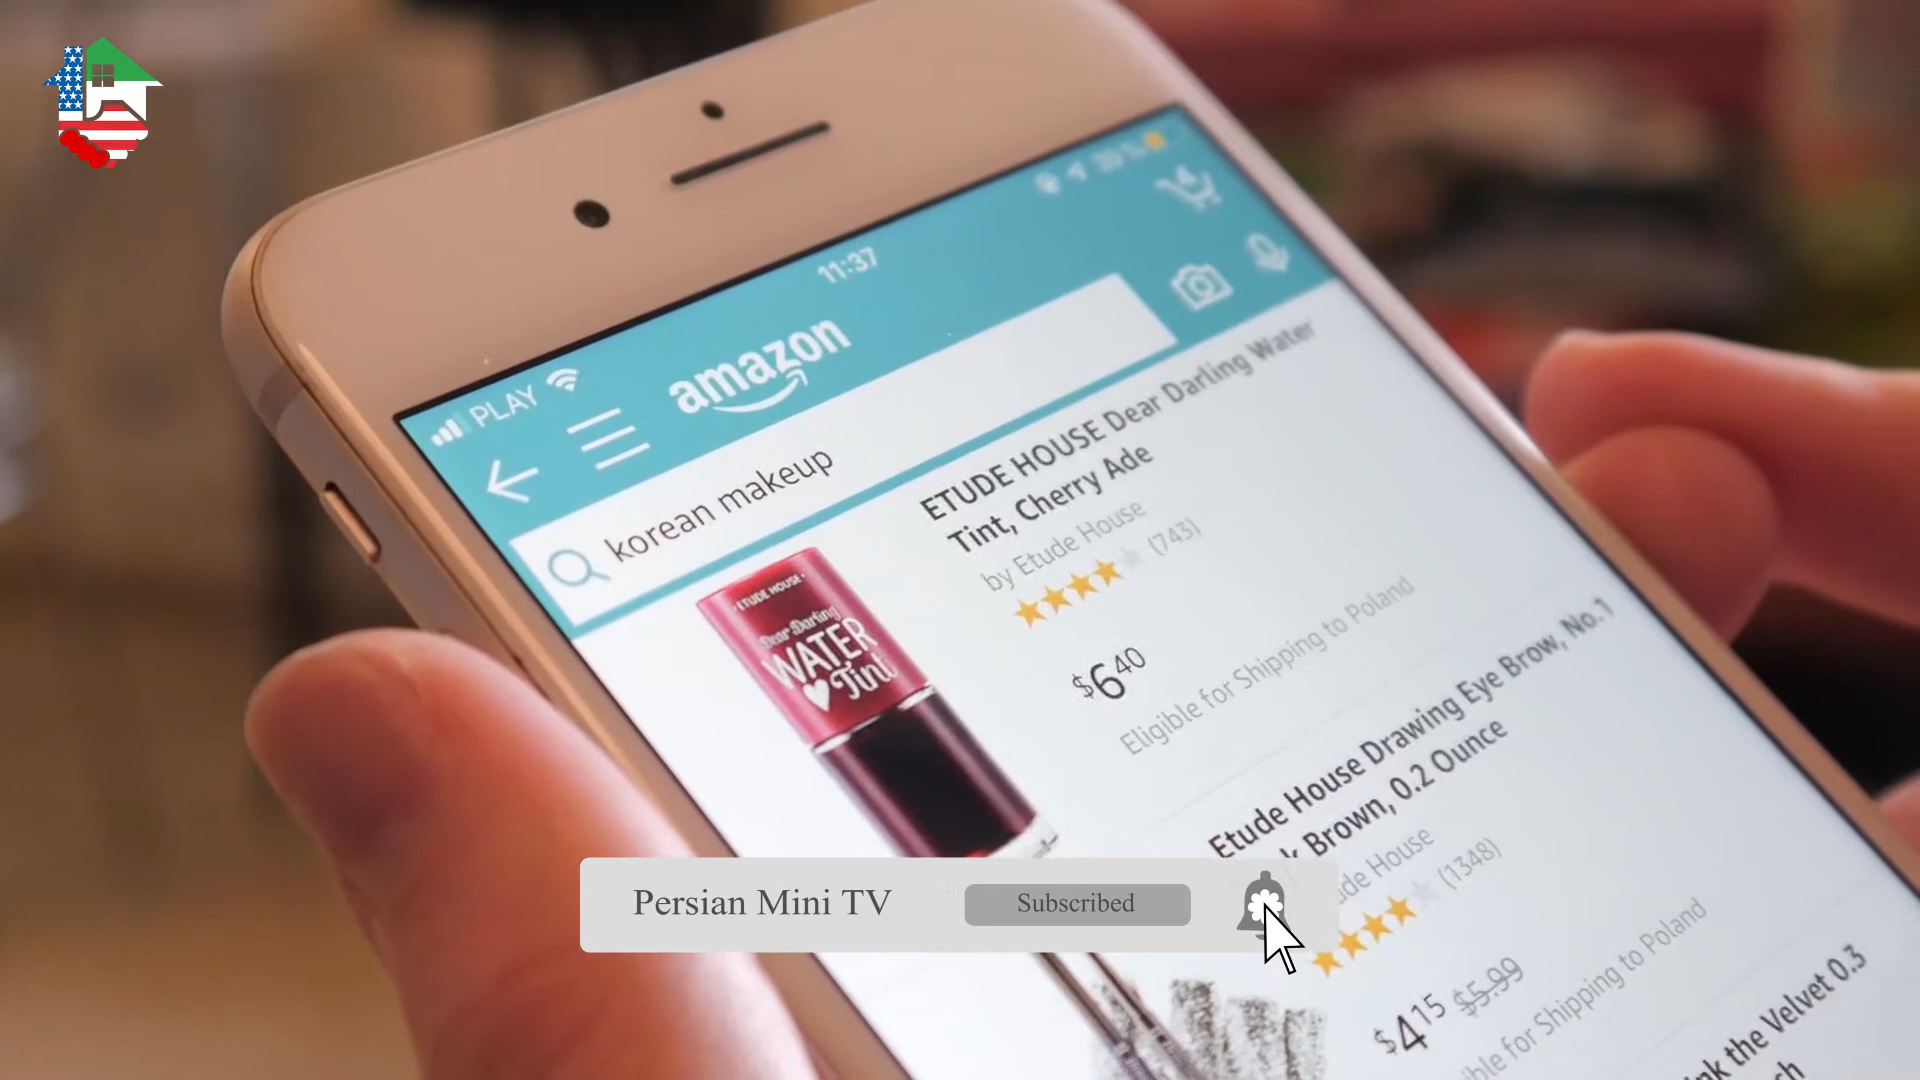 11:37
PLAY
amazon
korean makeup
ETUDE HOUSE Dear Darling Water
Tint, Cherry Ade
by Etude House
(743)
$6 40
Eligible for Shipping to Poland
ETUDE HOUSE
Dear Darling
WATER
Tint
Etude House Drawing Eye Brow, No.1
Brown, 0.2 Ounce
House
(1348)
$4 15 $5.99
for Shipping to Poland
the Velvet 0.3
Persian Mini TV
Subscribed